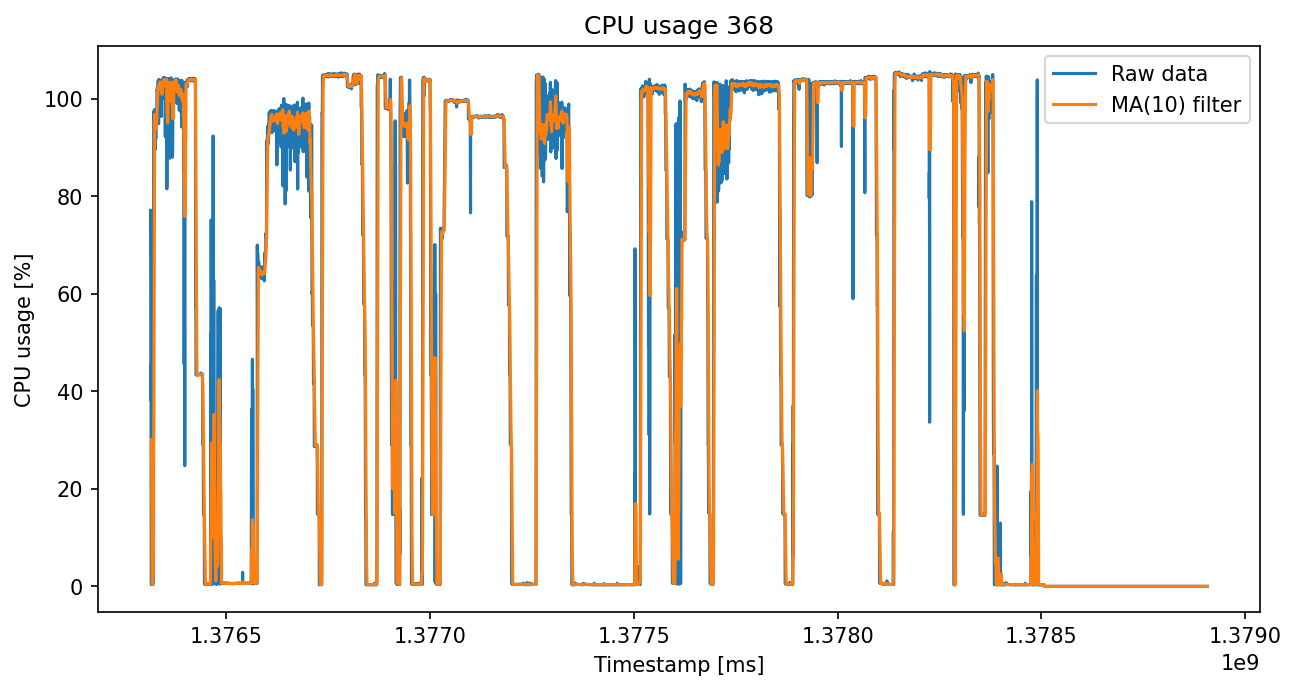 CPU usage 368
Raw data
MA(10) filter
CPU usage [%]
100
80
60
40
20
0
1.3765 1.3770 1.3775 1.3780 1.3785 1.3790
1e9
Timestamp [ms]